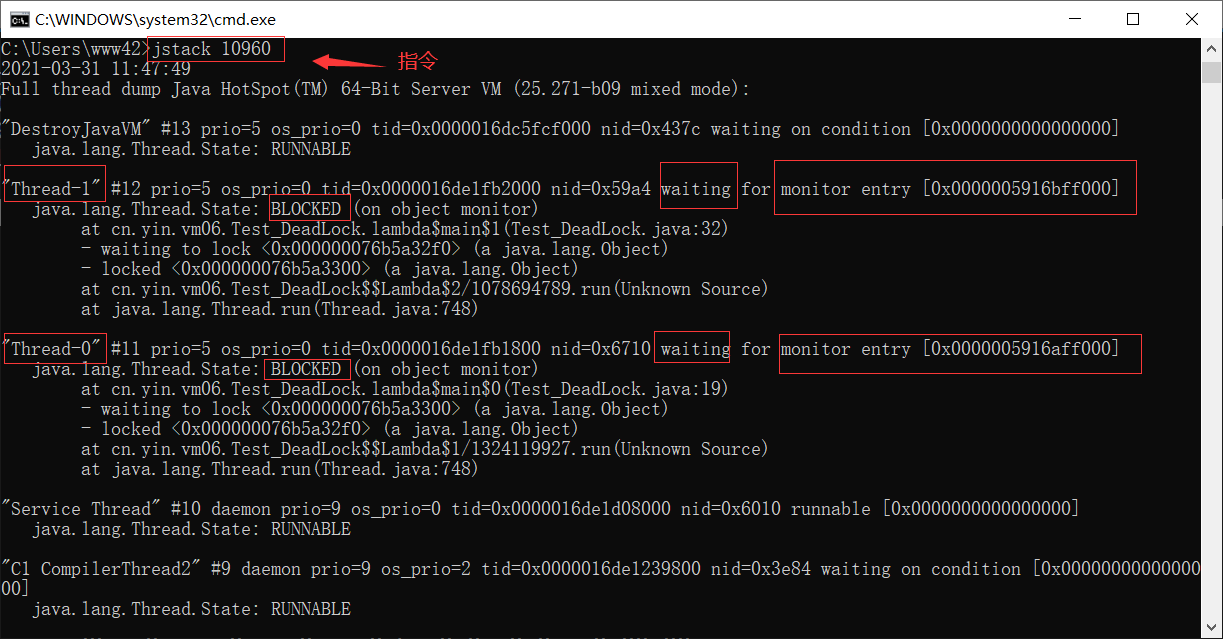 C:\WINDOWS\system32\cmd.exe
C:\Users\www42>jstack 10960
指令
2021-03-31 11:47:49
Full thread dump Java HotSpot(TM) 64-Bit Server VM (25.271-b09 mixed mode):
"DestroyJavaVM" #13 prio=5 os_prio=0 tid=0x0000016dc5fcf000 nid=0x437c waiting on condition [0x0000000000000000]
java.lang.Thread.State: RUNNABLE
"Thread-1" #12 prio=5 os_prio=0 tid=0x0000016de1fb2000 nid=0x59a4 waiting for monitor entry [0x0000005916bff000]
java.lang.Thread.State: BLOCKED (on object monitor)
at cn.yin.vm06.Test_DeadLock.lambda$main$1(Test_DeadLock.java:32)
- waiting to lock <0x000000076b5a32f0> (a java.lang.Object)
- locked <0x000000076b5a3300> (a java.lang.Object)
at cn.yin.vm06.Test_DeadLock$$Lambda$2/1078694789.run(Unknown Source)
at java.lang.Thread.run(Thread.java:748)
"Thread-0" #11 prio=5 os_prio=0 tid=0x0000016de1fb1800 nid=0x6710 waiting for monitor entry [0x0000005916aff000]
java.lang.Thread.State: BLOCKED (on object monitor)
at cn.yin.vm06.Test_DeadLock.lambda$main$0(Test_DeadLock.java:19)
- waiting to lock <0x000000076b5a3300> (a java.lang.Object)
- locked <0x000000076b5a32f0> (a java.lang.Object)
at cn.yin.vm06.Test_DeadLock$$Lambda$1/1324119927.run(Unknown Source)
at java.lang.Thread.run(Thread.java:748)
"Service Thread" #10 daemon prio=9 os_prio=0 tid=0x0000016de1d08000 nid=0x6010 runnable [0x0000000000000000]
java.lang.Thread.State: RUNNABLE
"C1 CompilerThread2" #9 daemon prio=9 os_prio=2 tid=0x0000016de1239800 nid=0x3e84 waiting on condition [0x00000000000000
00]
java.lang.Thread.State: RUNNABLE